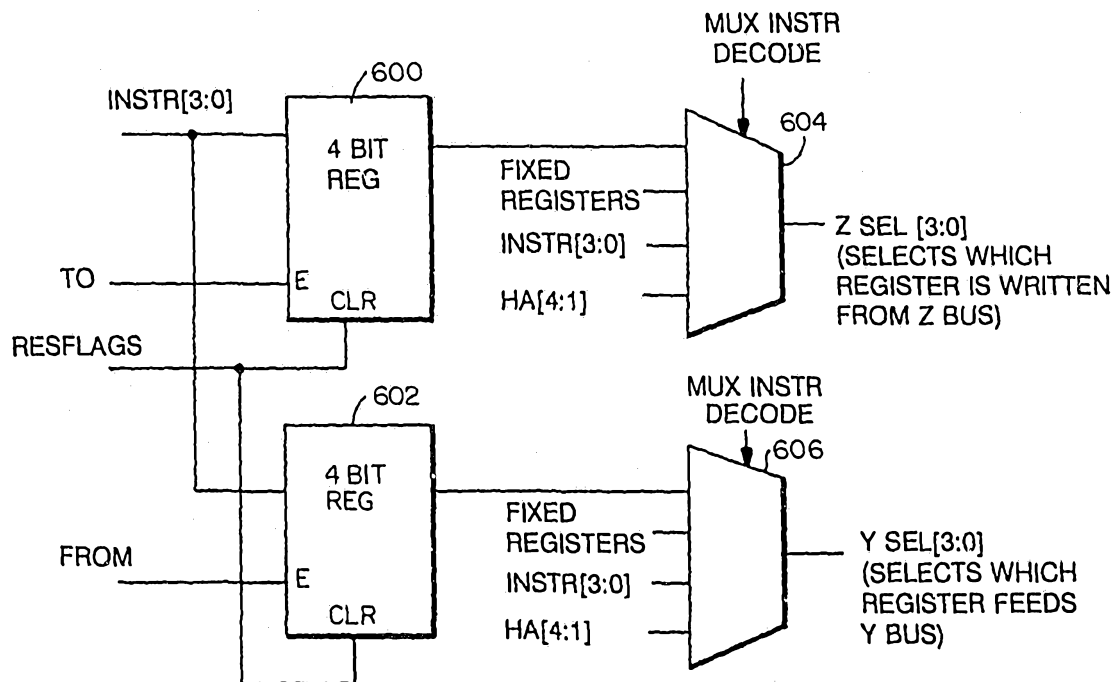 MUX INSTR
DECODE
600
INSTR[3:0]
4 BIT
REG
604
FIXED
REGISTERS
INSTR[3:0]
HA[4:1]
Z SEL [3:0]
(SELECTS WHICH
REGISTER IS WRITTEN
FROM Z BUS)
TO
E
CLR
RESFLAGS
602
MUX INSTR
DECODE
606
4 BIT
REG
FIXED
REGISTERS
INSTR[3:0]
HA[4:1]
Y SEL[3:0]
(SELECTS WHICH
REGISTER FEEDS
Y BUS)
FROM
E
CLR